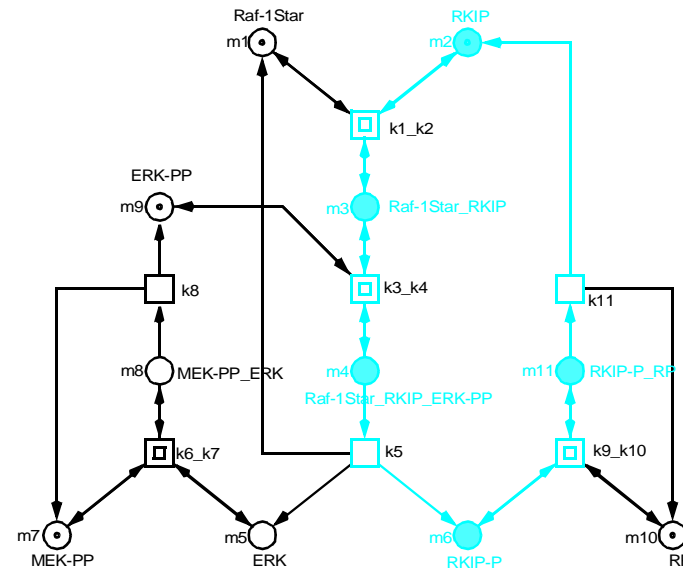 Raf-1Star
RKIP
m1
m2
k1_k2
ERK-PP
m9
m3
Raf-1Star_RKIP
k8
k3_k4
k11
m8
MEK-PP_ERK
m4
Raf-1Star_RKIP_ERK-PP
m11
RKIP-P_RP
k6_k7
k5
k9_k10
m7
MEK-PP
m5
ERK
m6
RKIP-P
m10